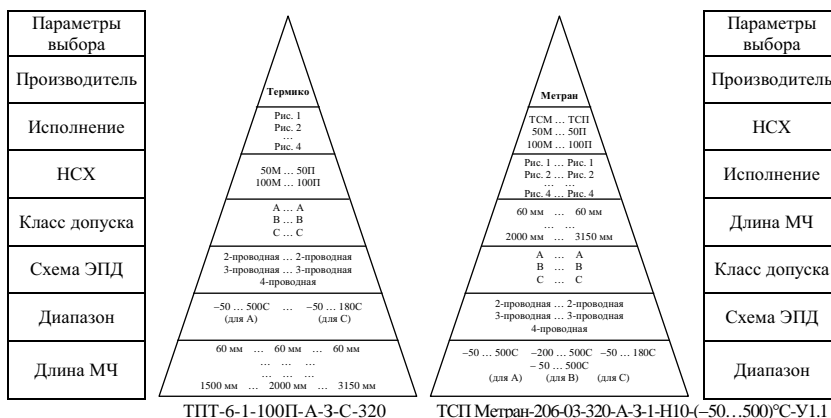 Параметры
выбора
Производитель
Исполнение
НСХ
Класс допуска
Схема ЭПД
Диапазон
Длина МЧ
Термико
Рис. 1
Рис. 2
...
Рис. 4
50М ... 50П
100М ... 100П
А ... А
В ... В
С ... С
2-проводная ... 2-проводная
3-проводная ... 3-проводная
4-проводная
–50 ... 500С ... –50 ... 180С
(для А) (для С)
60 мм ... 60 мм ... 60 мм
... ... ...
... ... ...
1500 мм ... 2000 мм ... 3150 мм
ТПТ-6-1-100П-А-3-С-320
Метран
ТСМ ... ТСП
50М ... 50П
100М ... 100П
Рис. 1 ... Рис. 1
Рис. 2 ... Рис. 2
... ...
Рис. 4 ... Рис. 4
60 мм ... 60 мм
... ...
2000 мм ... 3150 мм
А ... А
В ... В
С ... С
2-проводная ... 2-проводная
3-проводная ... 3-проводная
4-проводная
–50 ... 500С –200 ... 500С –50 ... 180С
– 50 ... 500С
(для А) (для В) (для С)
ТСП Метран-206-03-320-А-3-1-Н10-(–50...500)°С-У1.1
Параметры
выбора
Производитель
НСХ
Исполнение
Длина МЧ
Класс допуска
Схема ЭПД
Диапазон